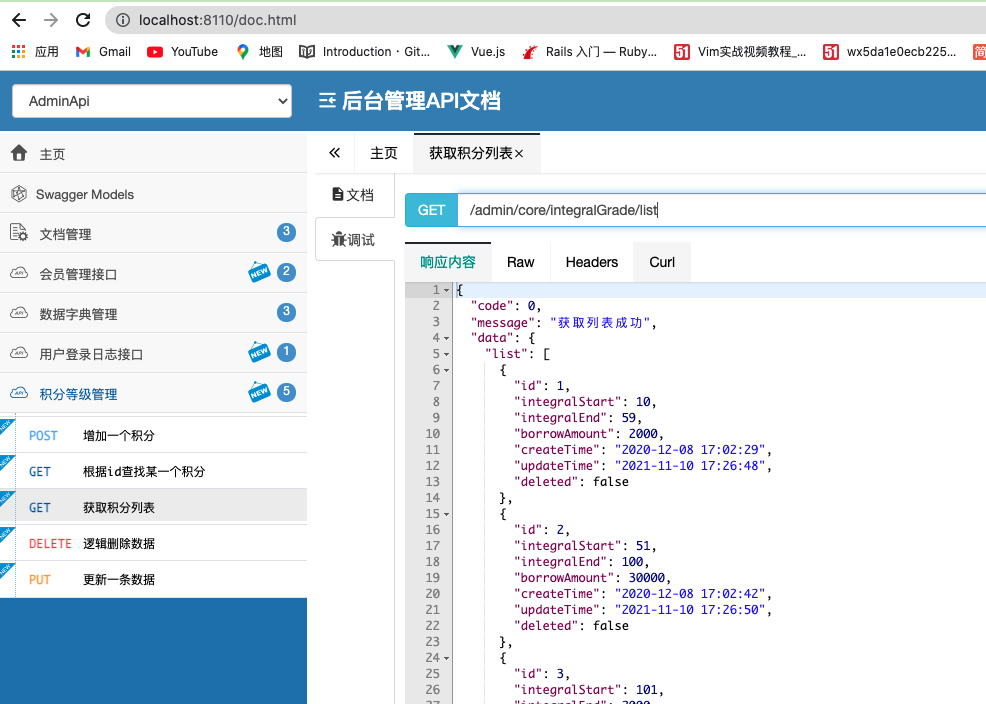 localhost:8110/doc.html
应用 Gmail YouTube 地图 Introduction · Git... Vue.js Rails 入门 — Ruby... 51 Vim实战视频教程_... 51 wx5da1e0ecb225... 简
AdminApi 后台管理API文档
主页
Swagger Models
文档管理 3
会员管理接口 NEW 2
数据字典管理 3
用户登录日志接口 NEW 1
积分等级管理 NEW 5
NEW POST 增加一个积分
NEW GET 根据id查找某一个积分
NEW GET 获取积分列表
NEW DELETE 逻辑删除数据
NEW PUT 更新一条数据
主页 获取积分列表×
文档
调试
GET /admin/core/integralGrade/list
响应内容 Raw Headers Curl
1 {
2 "code": 0,
3 "message": "获取列表成功",
4 "data": {
5 "list": [
6 {
7 "id": 1,
8 "integralStart": 10,
9 "integralEnd": 59,
10 "borrowAmount": 2000,
11 "createTime": "2020-12-08 17:02:29",
12 "updateTime": "2021-11-10 17:26:48",
13 "deleted": false
14 },
15 {
16 "id": 2,
17 "integralStart": 51,
18 "integralEnd": 100,
19 "borrowAmount": 30000,
20 "createTime": "2020-12-08 17:02:42",
21 "updateTime": "2021-11-10 17:26:50",
22 "deleted": false
23 },
24 {
25 "id": 3,
26 "integralStart": 101,